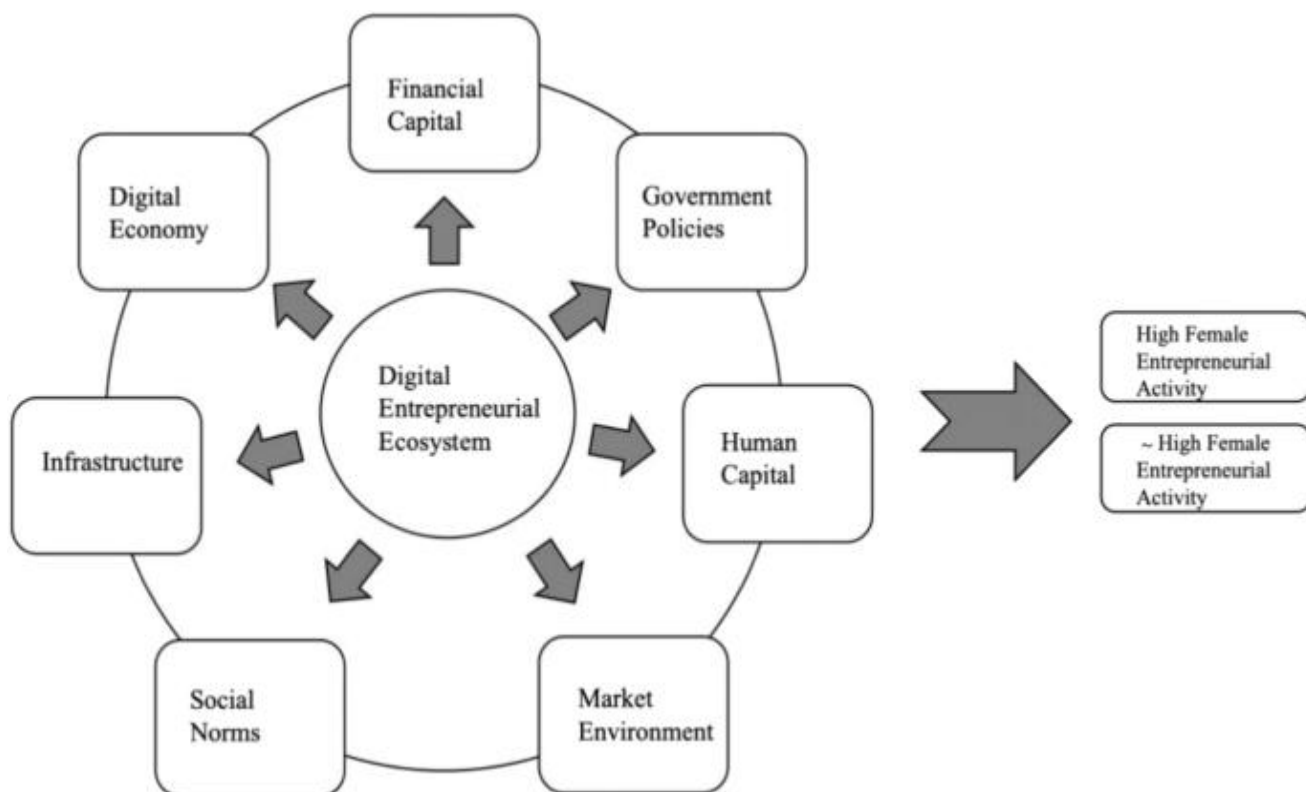 Financial
Capital
Digital
Economy
Government
Policies
Digital
Entrepreneurial
Ecosystem
Infrastructure
Human
Capital
Social
Norms
Market
Environment
High Female
Entrepreneurial
Activity
~ High Female
Entrepreneurial
Activity